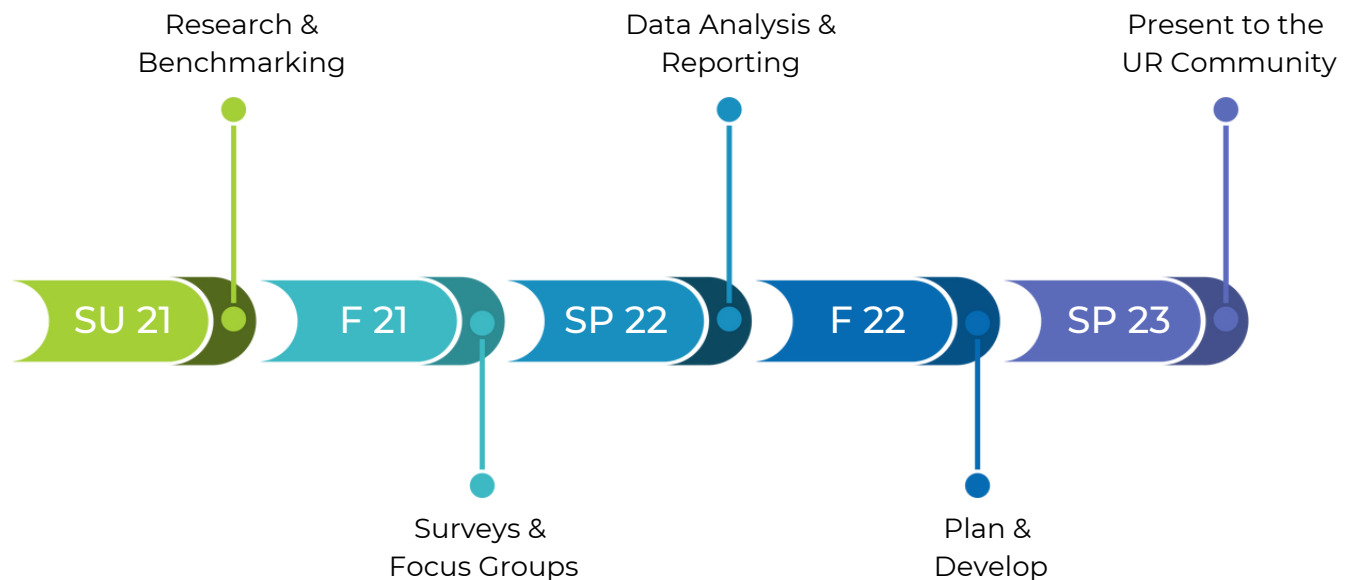 Research &
Benchmarking
Data Analysis &
Reporting
Present to the
UR Community
SU 21
F 21
SP 22
F 22
SP 23
Surveys &
Focus Groups
Plan &
Develop